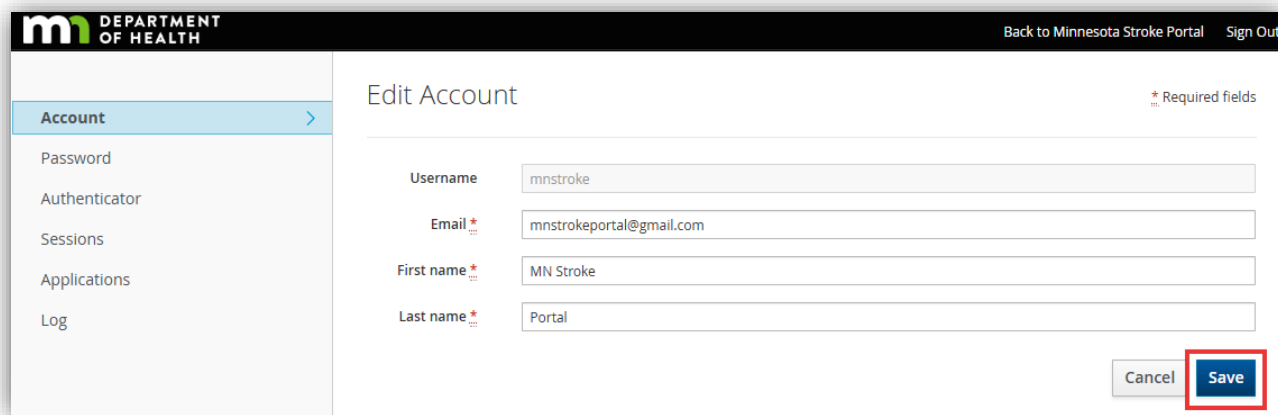 mn DEPARTMENT
OF HEALTH
Back to Minnesota Stroke Portal Sign Out
Account
Password
Authenticator
Sessions
Applications
Log
Edit Account
* Required fields
Username mnstroke
Email * mnstrokeportal@gmail.com
First name * MN Stroke
Last name * Portal
Cancel Save